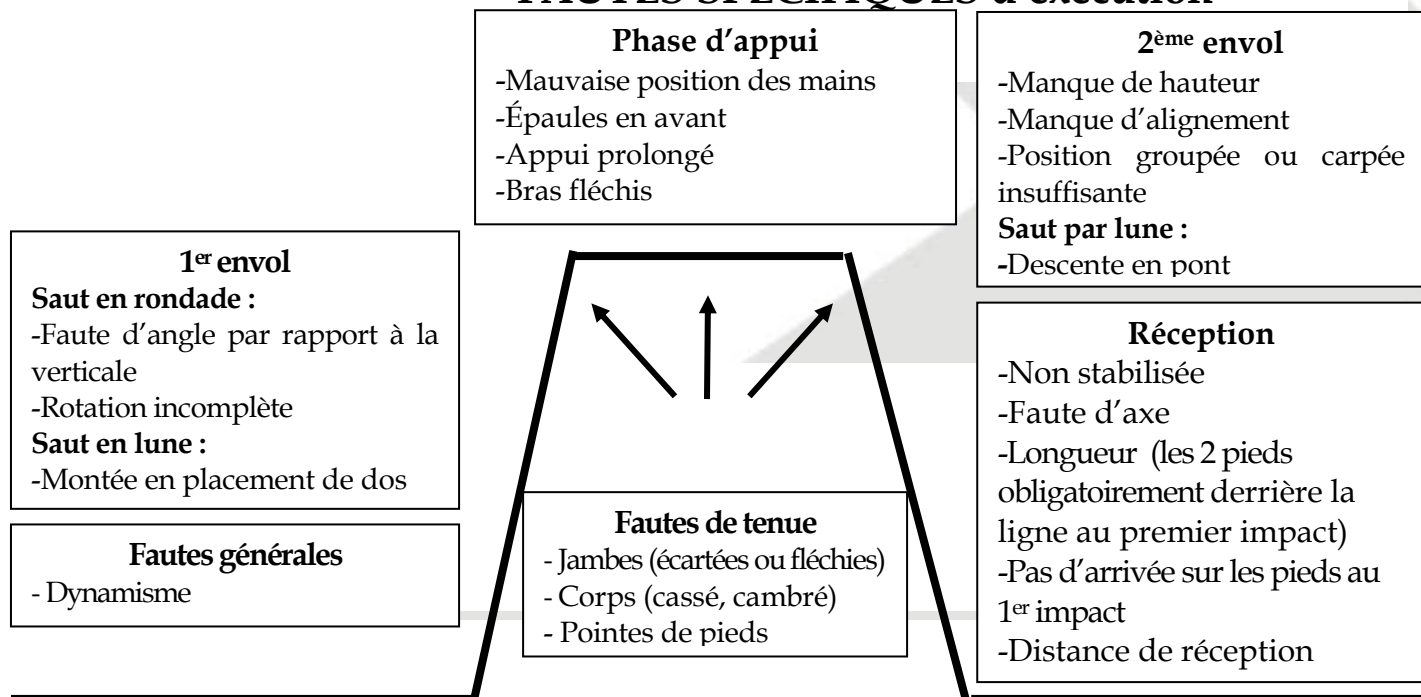 FAUTES SPÉCIFIQUES d'exécution
Phase d'appui
-Mauvaise position des mains
-Épaules en avant
-Appui prolongé
-Bras fléchis
2ème envol
-Manque de hauteur
-Manque d'alignement
-Position groupée ou carpée
insuffisante
Saut par lune :
-Descente en pont
1er envol
Saut en rondade :
-Faute d'angle par rapport à la
verticale
-Rotation incomplète
Saut en lune :
-Montée en placement de dos
Fautes générales
- Dynamisme
Fautes de tenue
- Jambes (écartées ou fléchies)
- Corps (cassé, cambré)
- Pointes de pieds
Réception
-Non stabilisée
-Faute d'axe
-Longueur (les 2 pieds
obligatoirement derrière la
ligne au premier impact)
-Pas d'arrivée sur les pieds au
1er impact
-Distance de réception